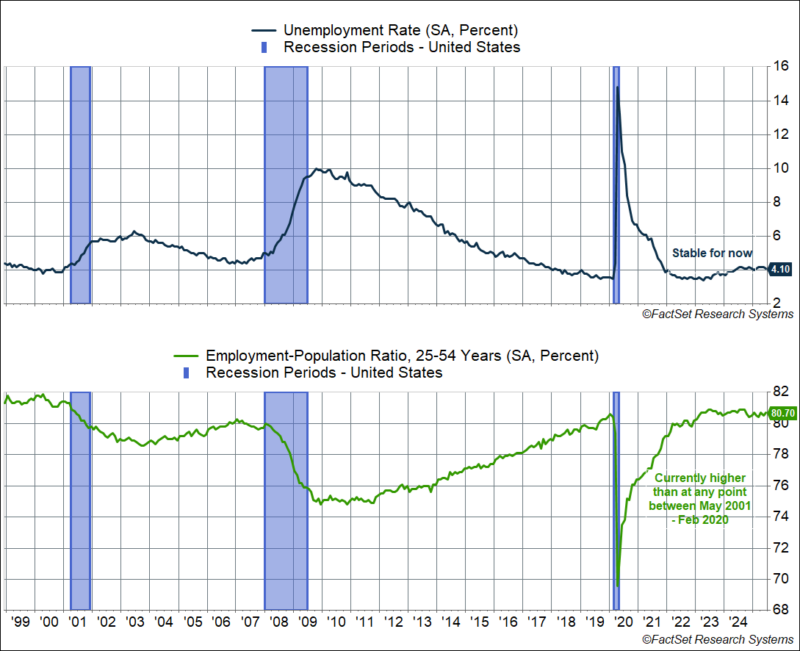 Unemployment Rate (SA, Percent)
Recession Periods - United States
16
14
12
10
8
6
4
2
Stable for now
4.10
©FactSet Research Systems
Employment-Population Ratio, 25-54 Years (SA, Percent)
Recession Periods - United States
82
80
78
76
74
72
70
68
80.70
Currently higher
than at any point
between May 2001
- Feb 2020
'99 '00 '01 '02 '03 '04 '05 '06 '07 '08 '09 '10 '11 '12 '13 '14 '15 '16 '17 '18 '19 '20 '21 '22 '23 '24
©FactSet Research Systems